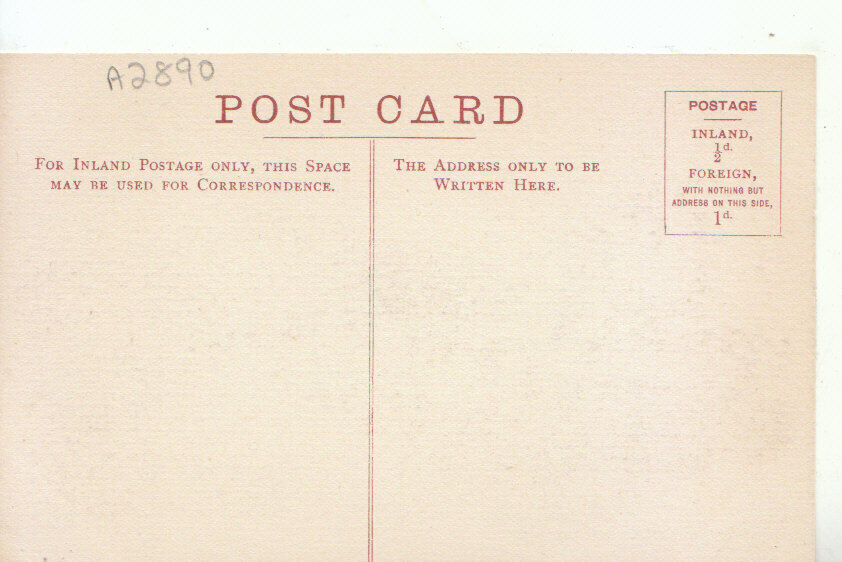 A2890
POST CARD
FOR INLAND POSTAGE ONLY, THIS SPACE
MAY BE USED FOR CORRESPONDENCE.
THE ADDRESS ONLY TO BE
WRITTEN HERE.
POSTAGE
INLAND,
½d.
FOREIGN,
WITH NOTHING BUT
ADDRESS ON THIS SIDE,
1d.